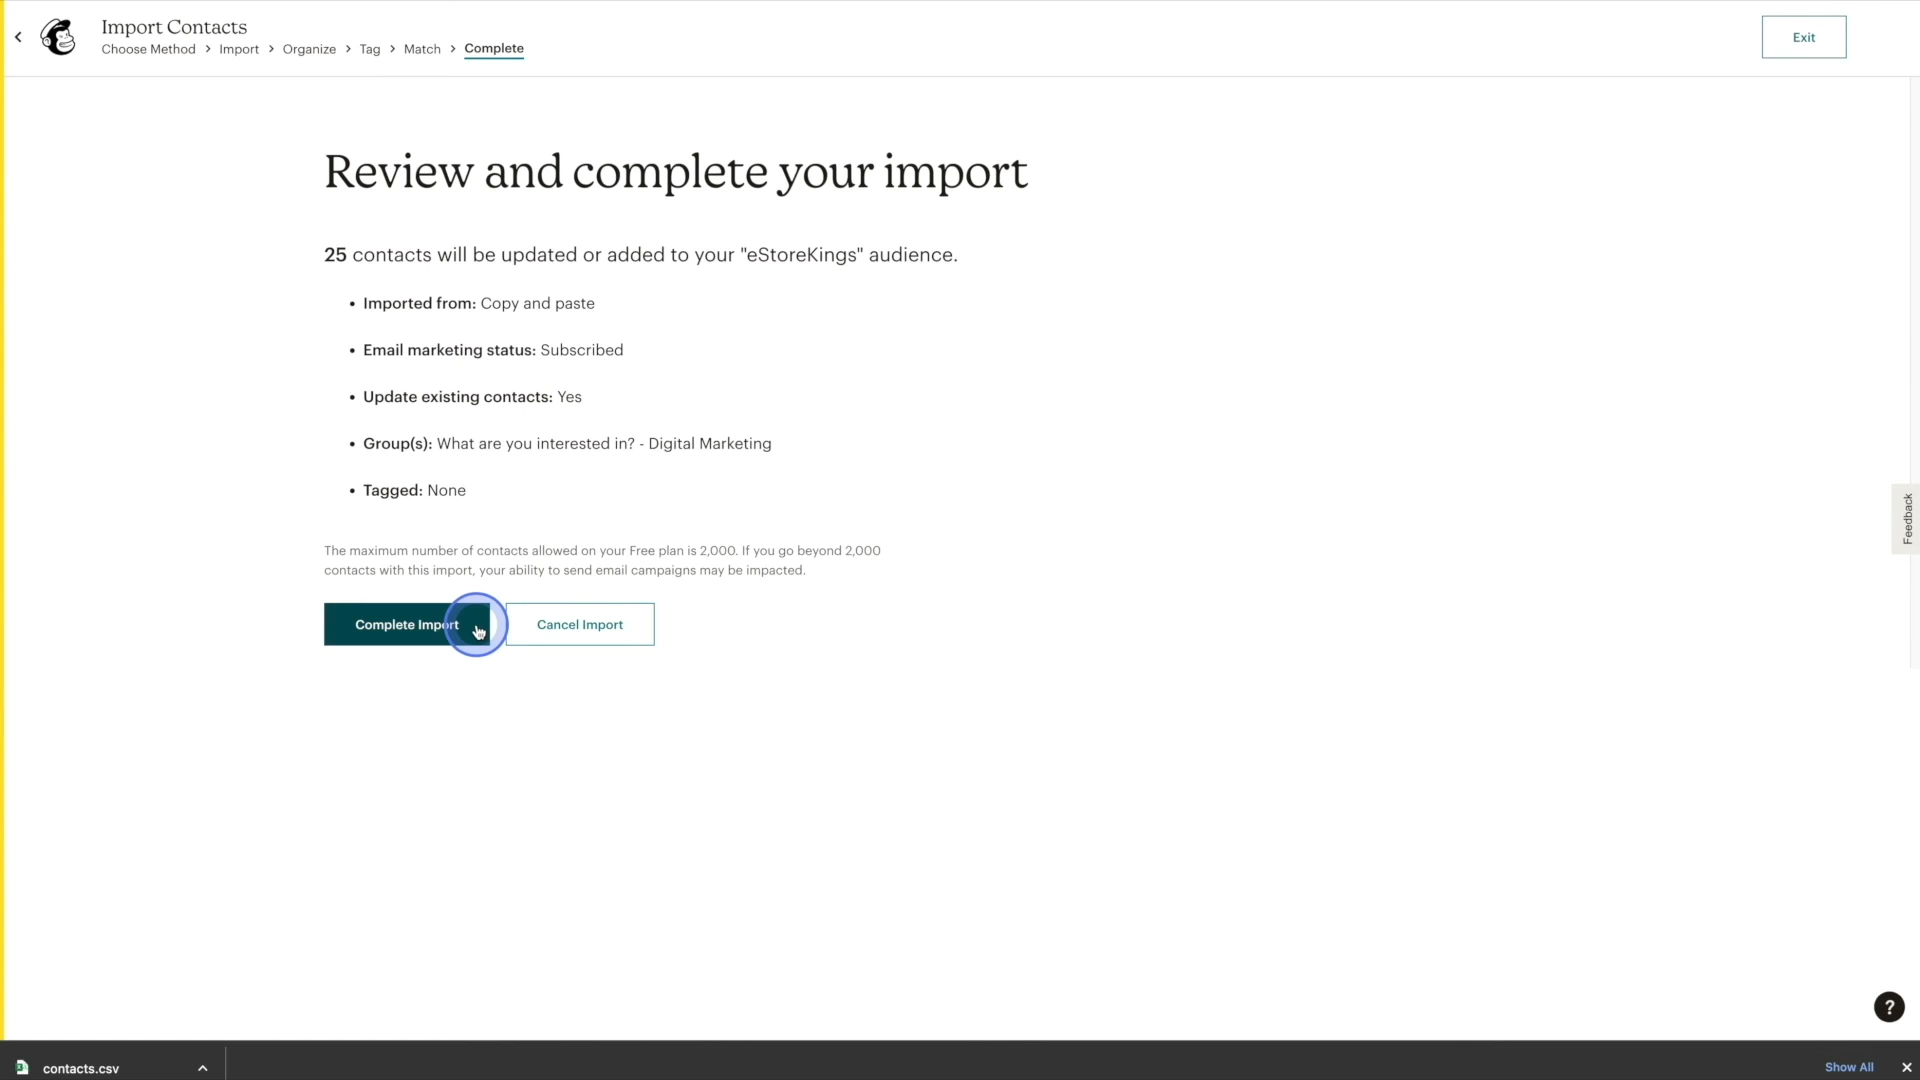 Import Contacts
Exit
Choose Method > Import > Organize > Tag > Match > Complete
Review and complete your import
25 contacts will be updated or added to your "eStoreKings" audience.
• Imported from: Copy and paste
• Email marketing status: Subscribed
• Update existing contacts: Yes
• Group(s): What are you interested in? - Digital Marketing
• Tagged: None
Feedback
The maximum number of contacts allowed on your Free plan is 2,000. If you go beyond 2,000
contacts with this import, your ability to send email campaigns may be impacted.
Complete Import Cancel Import
?
contacts.csv
Show All